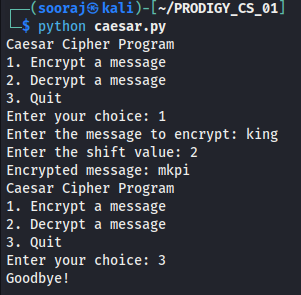 ┌──(sooraj㉿kali)-[~/PRODIGY_CS_01]
└─$ python caesar.py
Caesar Cipher Program
1. Encrypt a message
2. Decrypt a message
3. Quit
Enter your choice: 1
Enter the message to encrypt: king
Enter the shift value: 2
Encrypted message: mkpi
Caesar Cipher Program
1. Encrypt a message
2. Decrypt a message
3. Quit
Enter your choice: 3
Goodbye!